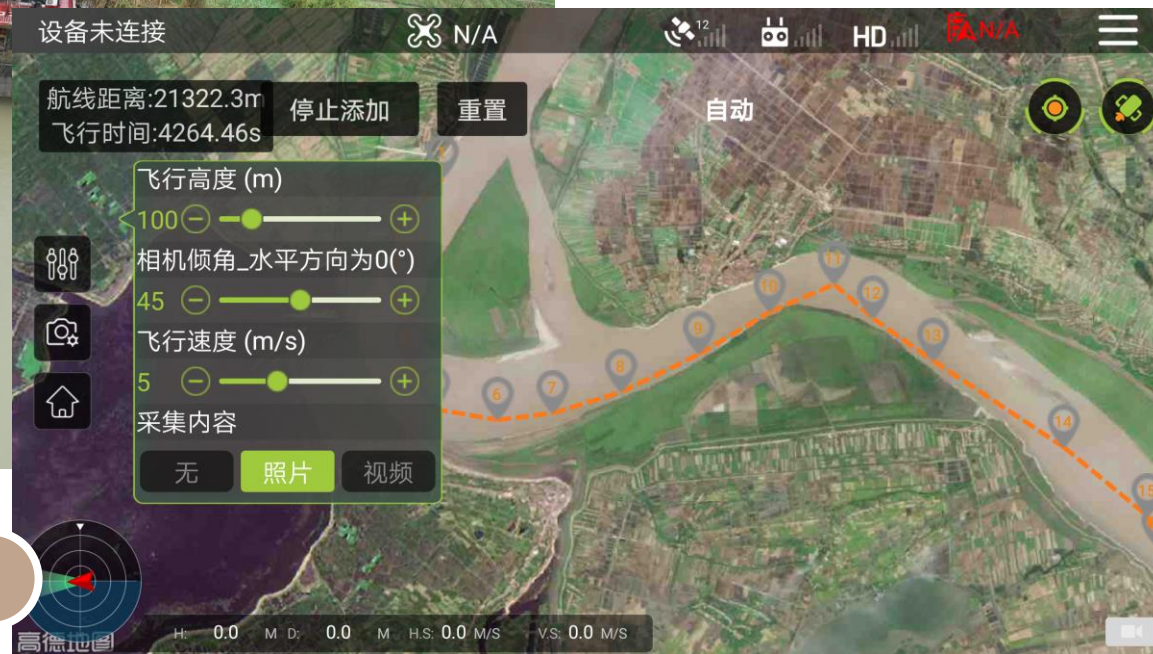 设备未连接
N/A
12
HD
N/A
航线距离:21322.3m
飞行时间:4264.46s
停止添加
重置
自动
飞行高度 (m)
100
相机倾角_水平方向为0(°)
45
飞行速度 (m/s)
5
采集内容
无
照片
视频
6
7
8
9
10
11
12
13
14
15
高德地图
H: 0.0 M D: 0.0 M H.S: 0.0 M/S V.S: 0.0 M/S